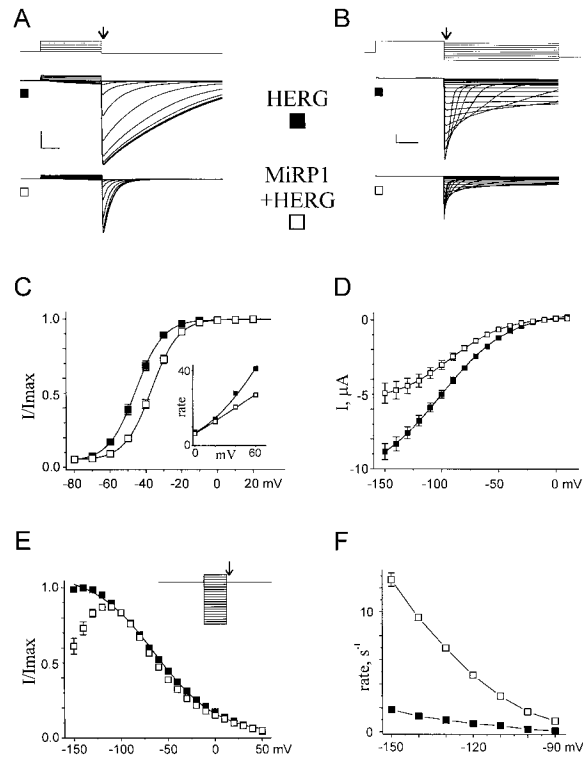 A
B
HERG
MiRP1
+HERG
C
D
1.0
0.5
0.0
I/Imax
-80 -60 -40 -20 0 20 mV
40
rate
0
0 mV 60
0
-5
-10
I, µA
-150 -100 -50 0 mV
E
F
1.0
0.5
0.0
I/Imax
-150 -100 -50 0 50 mV
10
0
rate, s⁻¹
-150 -120 -90 mV